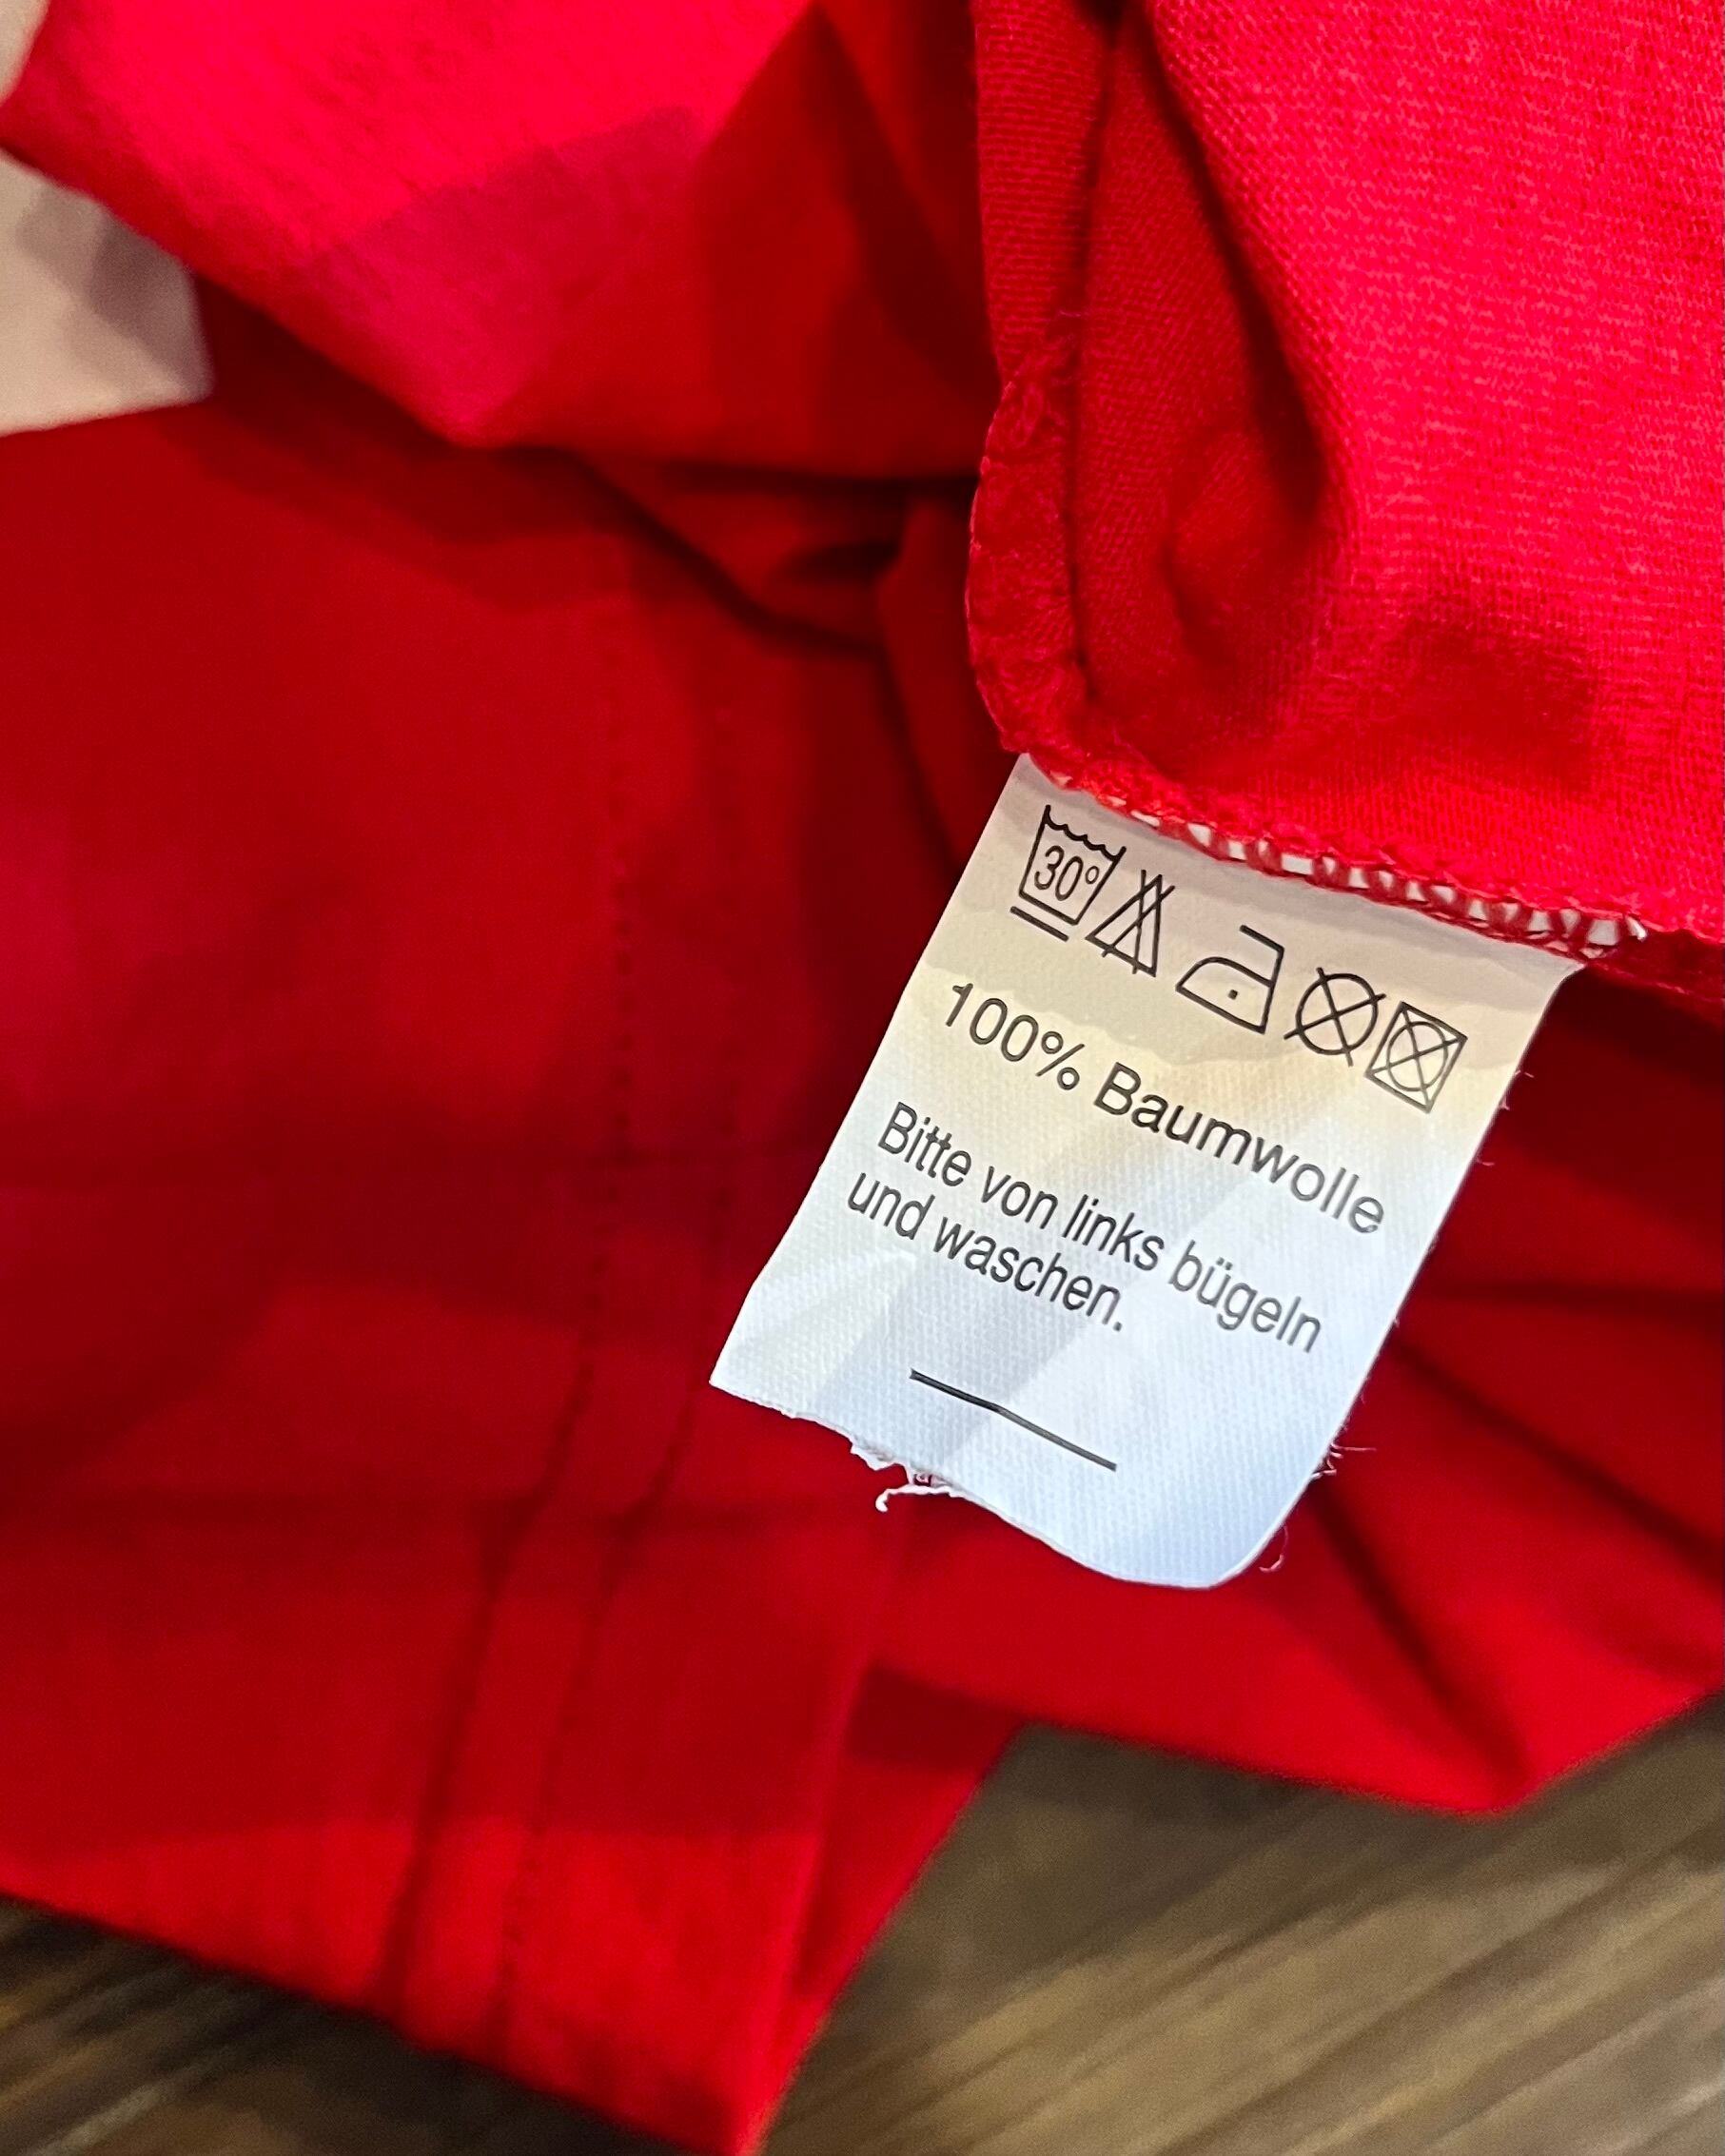 30°
100% Baumwolle
Bitte von links bügeln
und waschen.